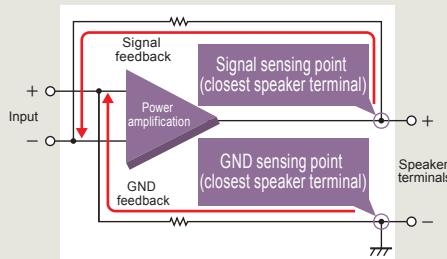 Signal
feedback
Signal sensing point
(closest speaker terminal)
+
Input
−
Power
amplification
+
GND sensing point
(closest speaker terminal)
Speaker
terminals
GND
feedback
−